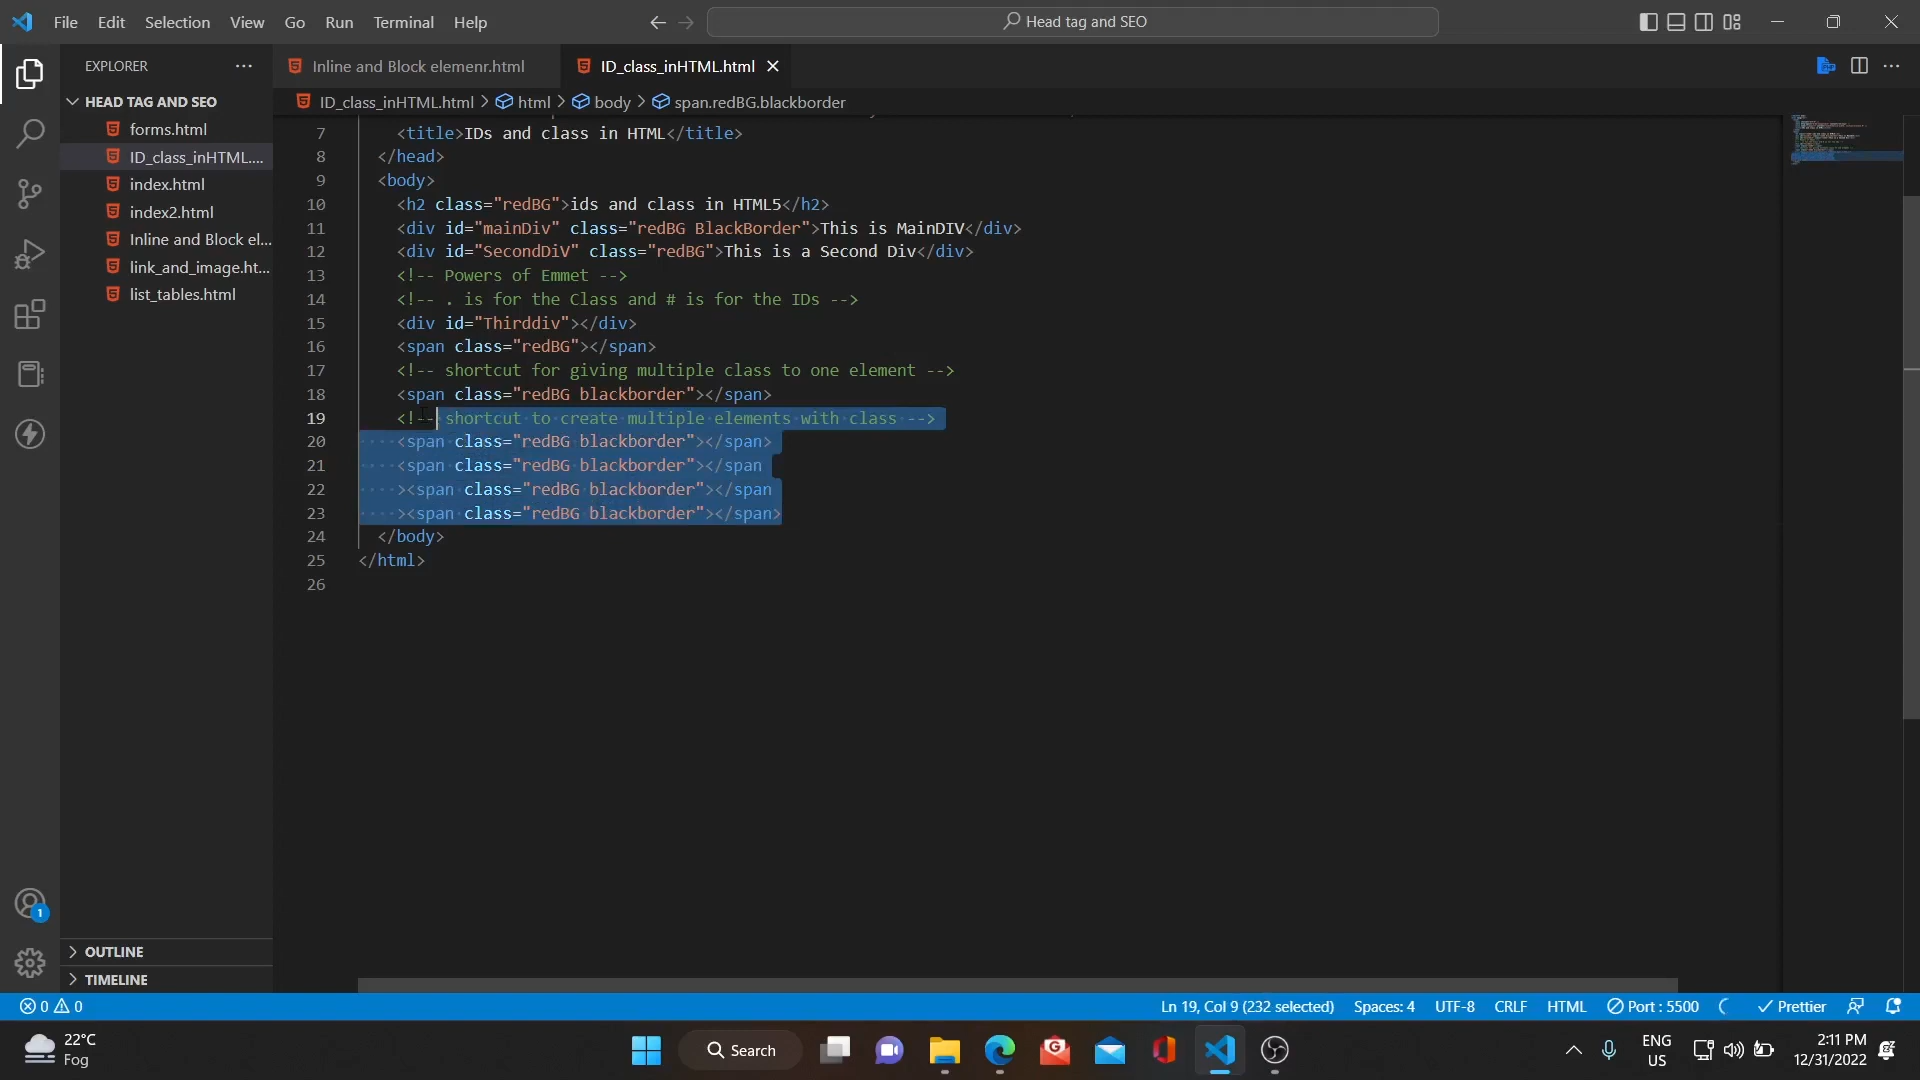 File Edit Selection View Go Run Terminal Help
Head tag and SEO
EXPLORER
Inline and Block elemenr.html
ID_class_inHTML.html
HEAD TAG AND SEO
ID_class_inHTML.html > html > body > span.redBG.blackborder
forms.html
ID_class_inHTML....
index.html
index2.html
Inline and Block el...
link_and_image.ht...
list_tables.html
7 <title>IDs and class in HTML</title>
8 </head>
9 <body>
10 <h2 class="redBG">ids and class in HTML5</h2>
11 <div id="mainDiv" class="redBG BlackBorder">This is MainDIV</div>
12 <div id="SecondDiV" class="redBG">This is a Second Div</div>
13 <!-- Powers of Emmet -->
14 <!-- . is for the Class and # is for the IDs -->
15 <div id="Thirddiv"></div>
16 <span class="redBG"></span>
17 <!-- shortcut for giving multiple class to one element -->
18 <span class="redBG blackborder"></span>
19 <!-- shortcut to create multiple elements with class -->
20 <span class="redBG blackborder"></span>
21 <span class="redBG blackborder"></span
22 ><span class="redBG blackborder"></span
23 ><span class="redBG blackborder"></span>
24 </body>
25 </html>
26
1
OUTLINE
TIMELINE
0 0
Ln 19, Col 9 (232 selected) Spaces: 4 UTF-8 CRLF HTML Port : 5500 Prettier
22°C
Fog
Search
ENG
US
2:11 PM
12/31/2022